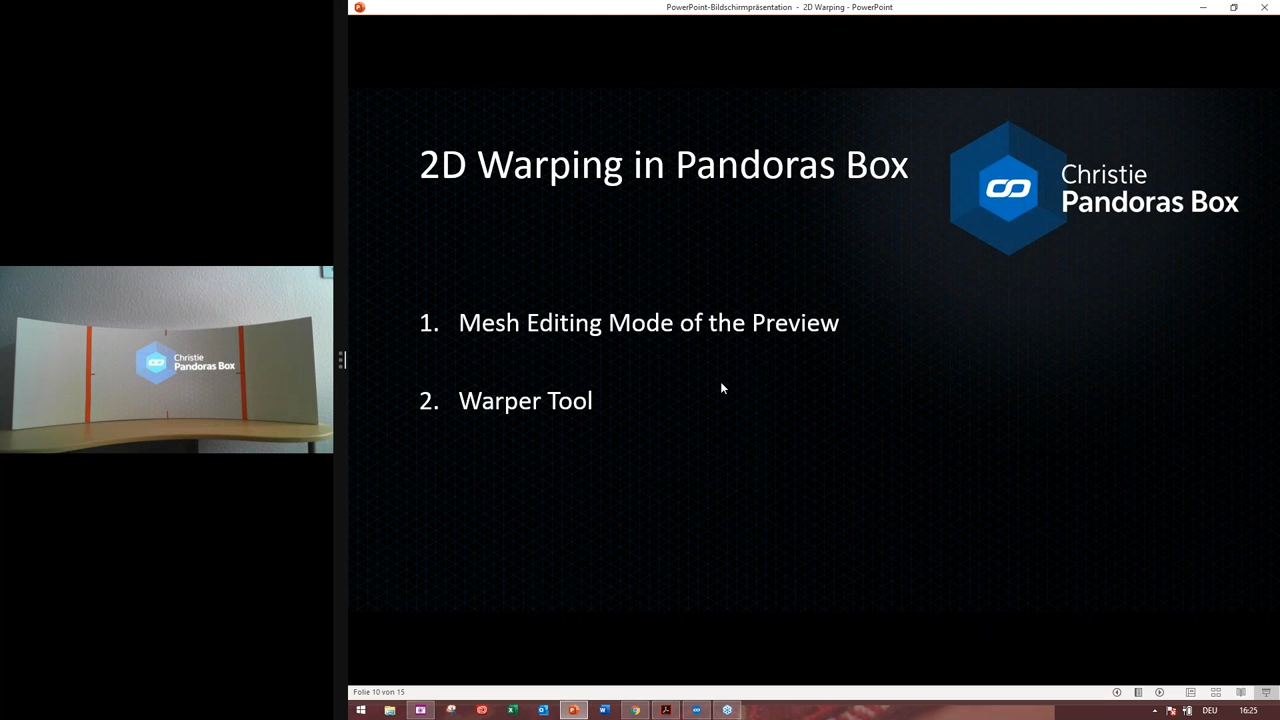 PowerPoint-Bildschirmpräsentation - 2D Warping - PowerPoint
2D Warping in Pandoras Box
Christie
Pandoras Box
1. Mesh Editing Mode of the Preview
2. Warper Tool
Christie
Pandoras Box
Folie 10 von 15
DEU
16:25